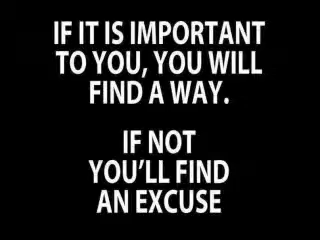 IF IT IS IMPORTANT
TO YOU, YOU WILL
FIND A WAY.
IF NOT
YOU'LL FIND
AN EXCUSE